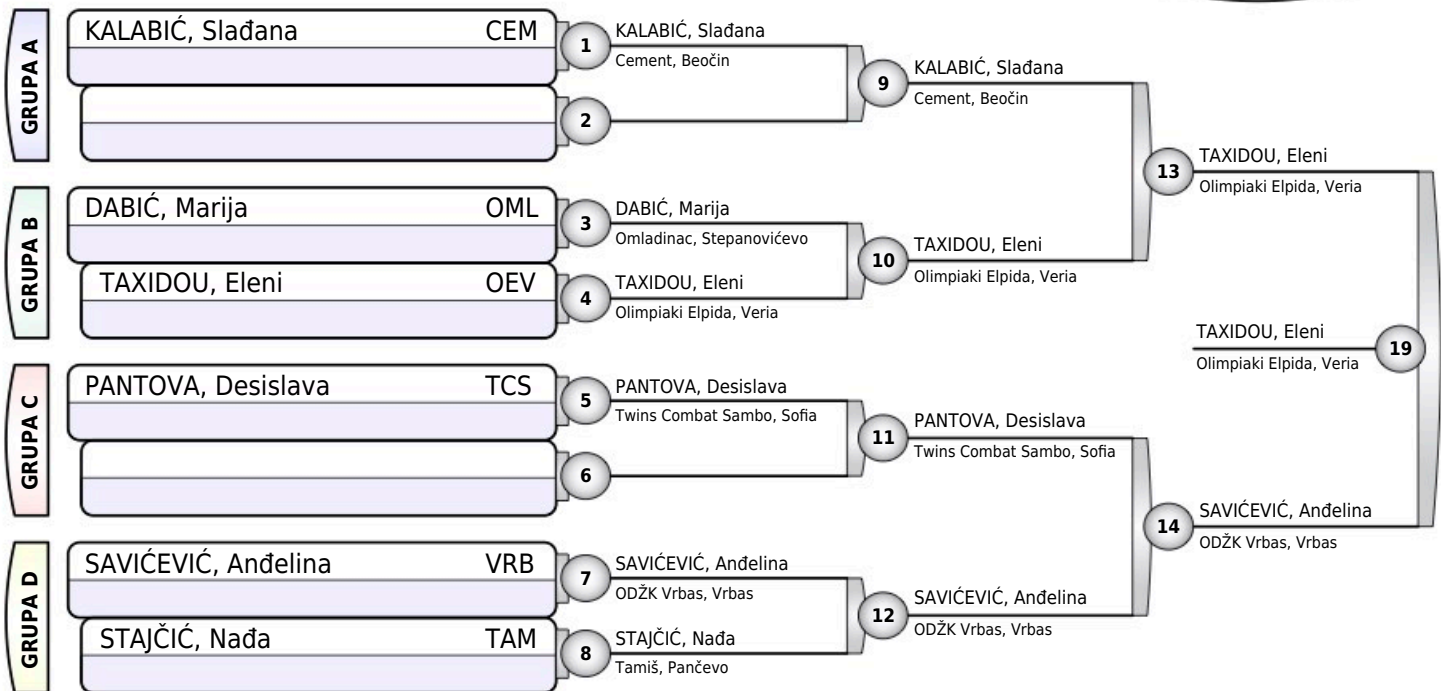 GRUPA A
KALABIĆ, Slađana CEM
1
KALABIĆ, Slađana
Cement, Beočin
2
9
KALABIĆ, Slađana
Cement, Beočin
GRUPA B
DABIĆ, Marija OML
TAXIDOU, Eleni OEV
3
DABIĆ, Marija
Omladinac, Stepanovićevo
4
TAXIDOU, Eleni
Olimpiaki Elpida, Veria
10
TAXIDOU, Eleni
Olimpiaki Elpida, Veria
13
TAXIDOU, Eleni
Olimpiaki Elpida, Veria
GRUPA C
PANTOVA, Desislava TCS
5
PANTOVA, Desislava
Twins Combat Sambo, Sofia
6
11
PANTOVA, Desislava
Twins Combat Sambo, Sofia
GRUPA D
SAVIĆEVIĆ, Anđelina VRB
STAJČIĆ, Nađa TAM
7
SAVIĆEVIĆ, Anđelina
ODŽK Vrbas, Vrbas
8
STAJČIĆ, Nađa
Tamiš, Pančevo
12
SAVIĆEVIĆ, Anđelina
ODŽK Vrbas, Vrbas
14
SAVIĆEVIĆ, Anđelina
ODŽK Vrbas, Vrbas
TAXIDOU, Eleni
Olimpiaki Elpida, Veria
19